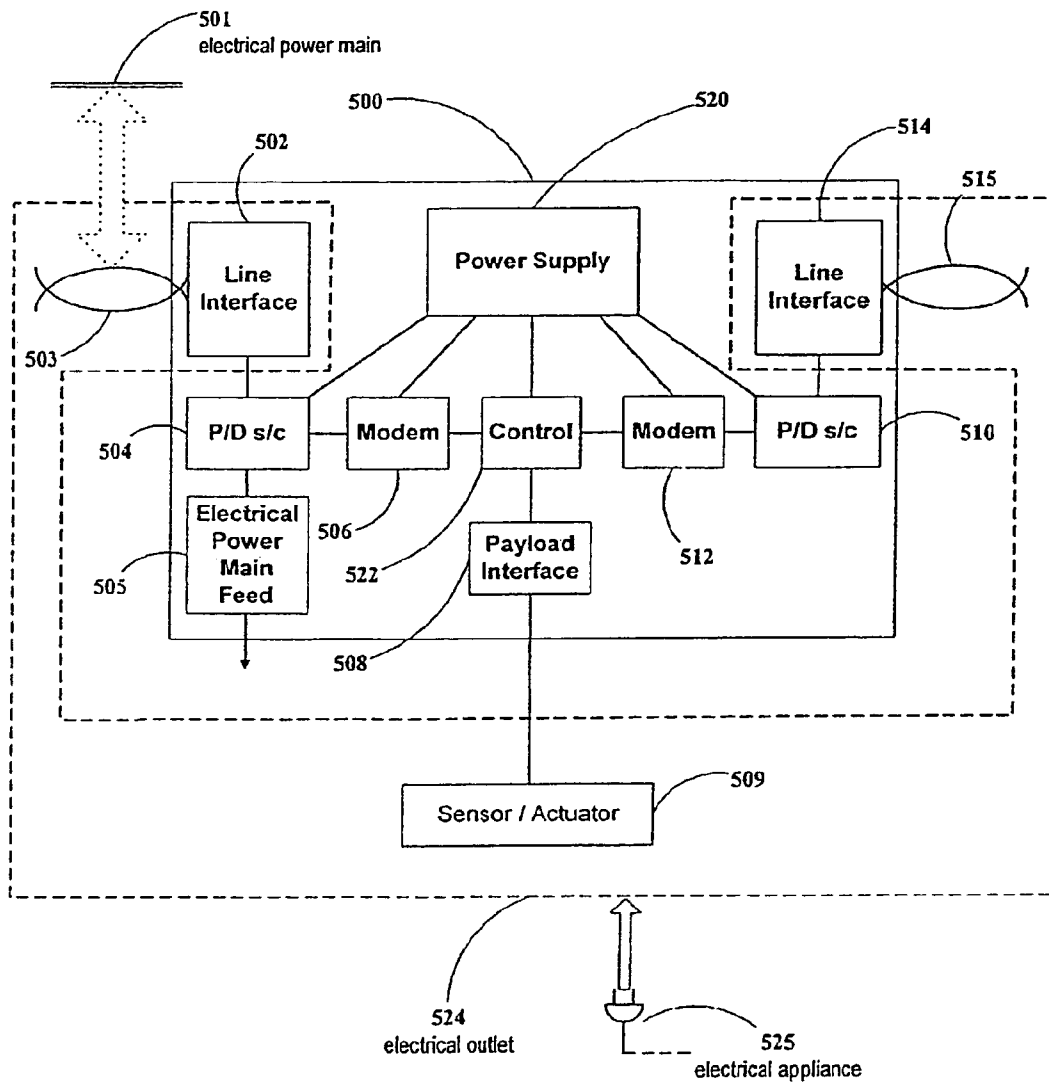 501
electrical power main
500
520
514
502
515
Line
Interface
Power Supply
Line
Interface
503
504
P/D s/c
Modem
Control
Modem
P/D s/c
510
506
512
Electrical
Power
Main
Feed
Payload
Interface
522
505
508
509
Sensor / Actuator
524
electrical outlet
525
electrical appliance